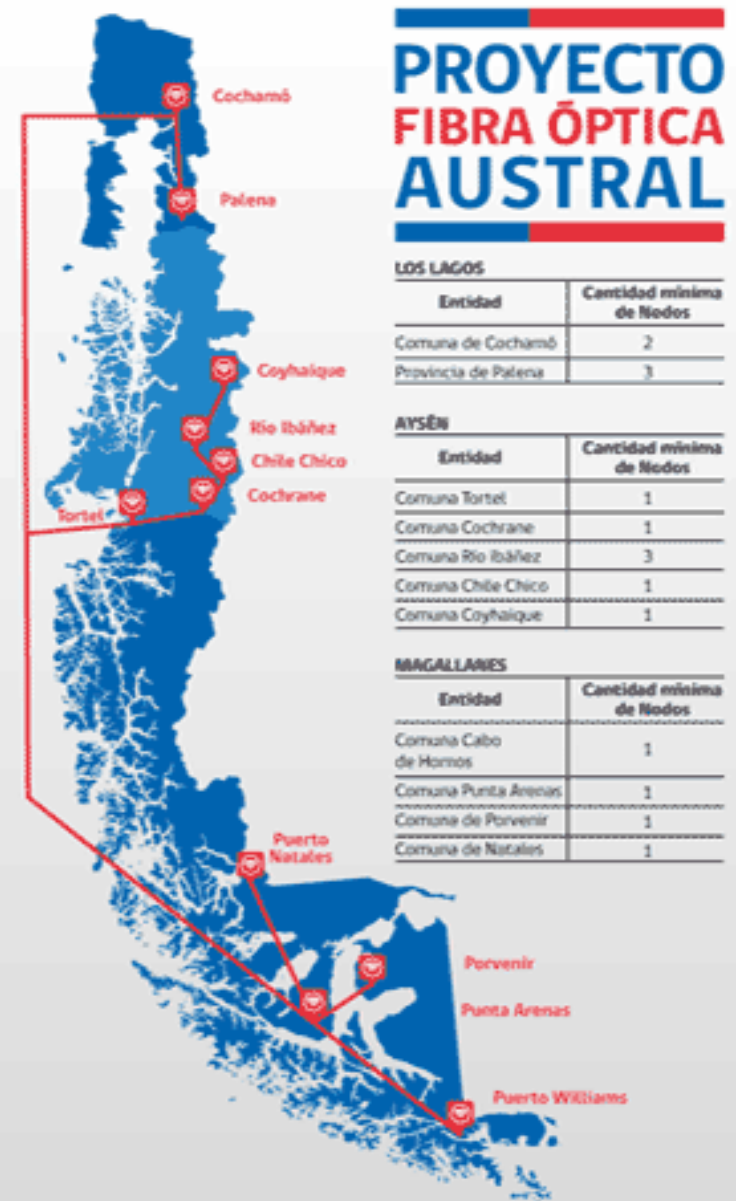 PROYECTO
FIBRA ÓPTICA
AUSTRAL
Cochamó
Palena
Coyhaique
Río Ibáñez
Chile Chico
Cochrane
Tortel
Puerto
Natales
Porvenir
Punta Arenas
Puerto Williams
LOS LAGOS
Entidad Cantidad mínima
de Nodos
Comuna de Cochamó 2
Provincia de Palena 3
AYSÉN
Entidad Cantidad mínima
de Nodos
Comuna Tortel 1
Comuna Cochrane 1
Comuna Río Ibáñez 3
Comuna Chile Chico 1
Comuna Coyhaique 1
MAGALLANES
Entidad Cantidad mínima
de Nodos
Comuna Cabo
de Hornos 1
Comuna Punta Arenas 1
Comuna de Porvenir 1
Comuna de Natales 1